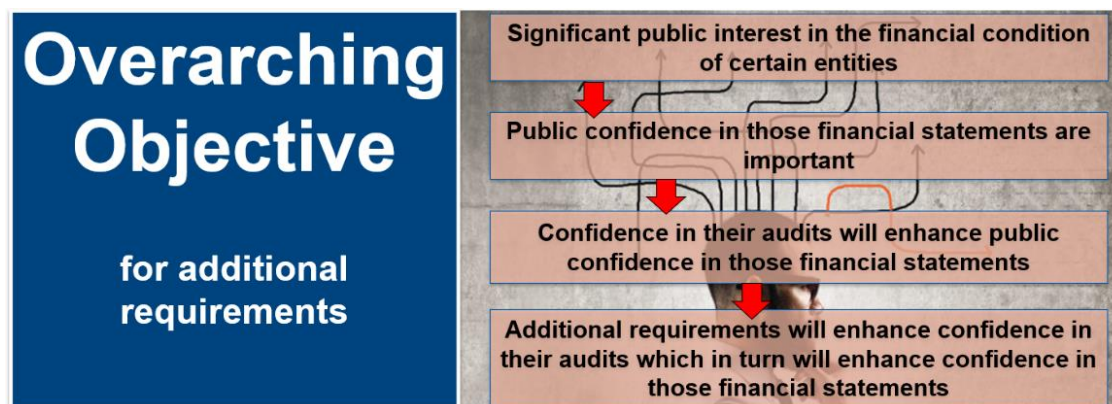 Overarching
Objective
for additional
requirements
Significant public interest in the financial condition
of certain entities
Public confidence in those financial statements are
important
Confidence in their audits will enhance public
confidence in those financial statements
Additional requirements will enhance confidence in
their audits which in turn will enhance confidence in
those financial statements